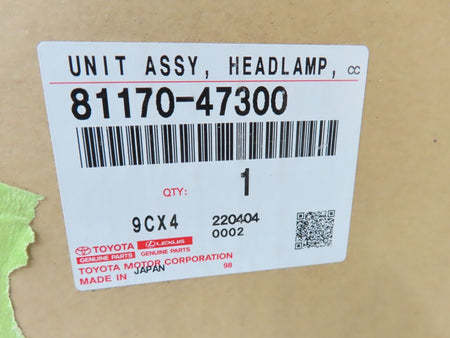 UNIT ASSY, HEADLAMP, CC
81170-47300
QTY: 1
9CX4 220404
0002
TOYOTA LEXUS
GENUINE PARTS GENUINE PARTS
TOYOTA MOTOR CORPORATION
MADE IN JAPAN 98